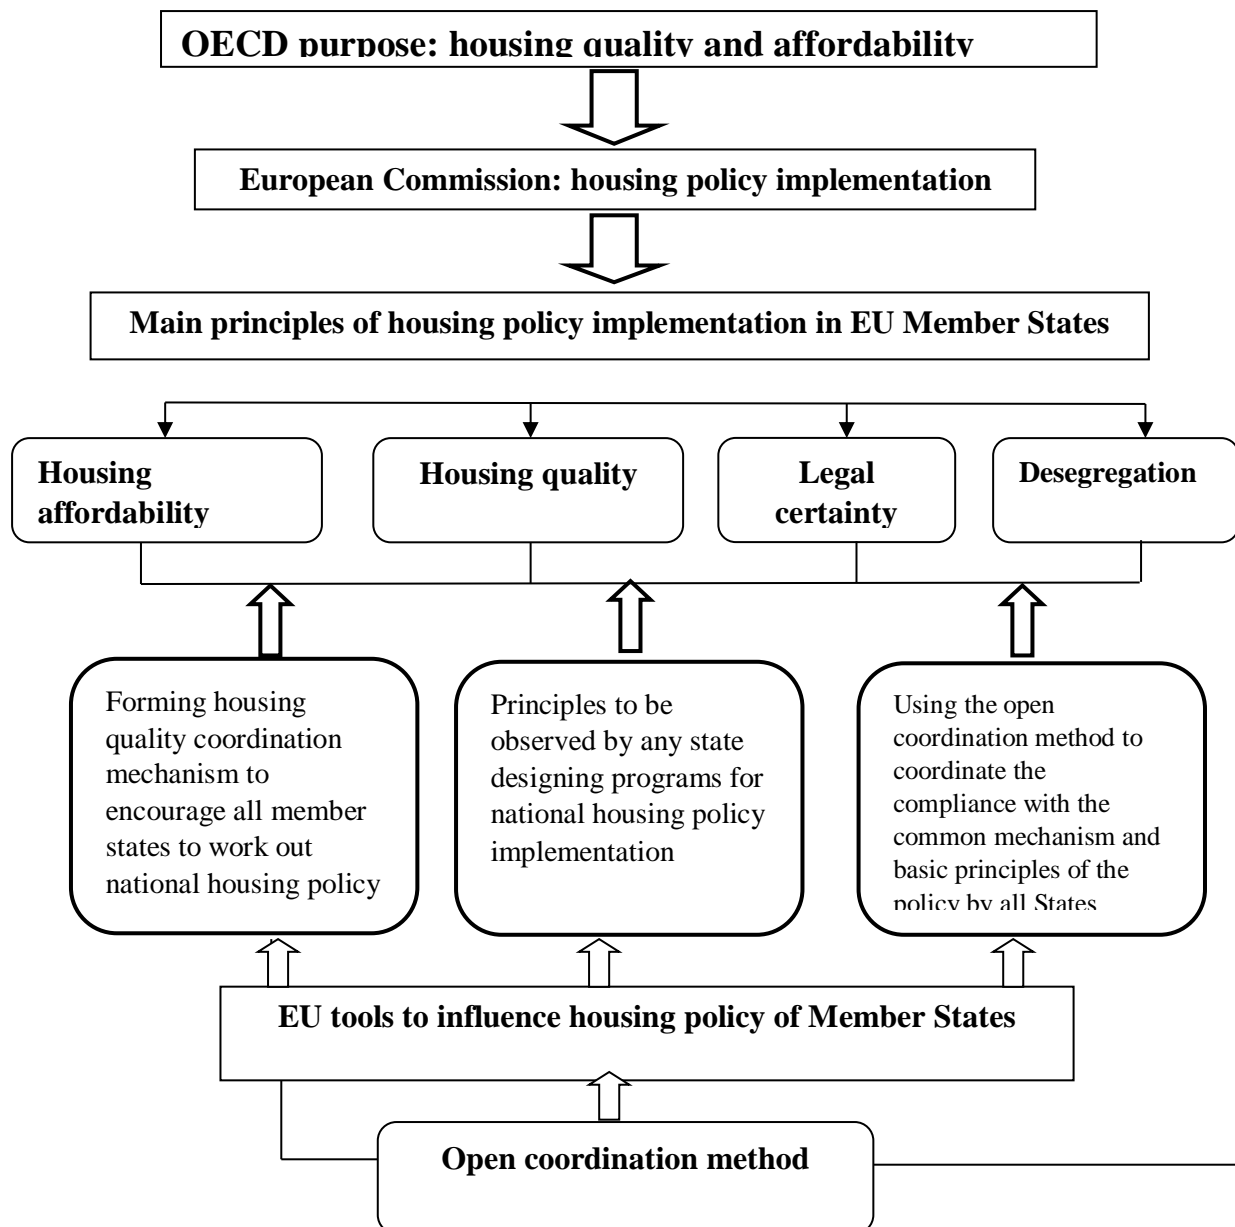 OECD purpose: housing quality and affordability
European Commission: housing policy implementation
Main principles of housing policy implementation in EU Member States
Housing
affordability
Housing quality
Legal
certainty
Desegregation
Forming housing
quality coordination
mechanism to
encourage all member
states to work out
national housing policy
Principles to be
observed by any state
designing programs for
national housing policy
implementation
Using the open
coordination method to
coordinate the
compliance with the
common mechanism and
basic principles of the
policy by all States
EU tools to influence housing policy of Member States
Open coordination method